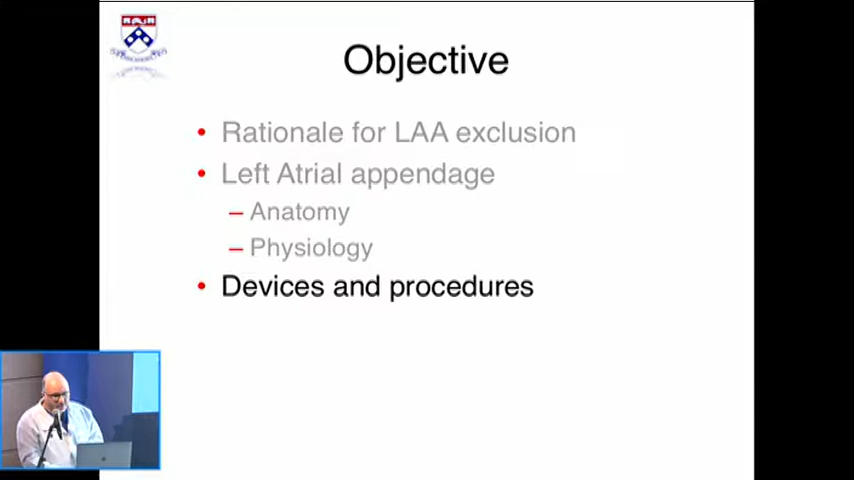 Objective
• Rationale for LAA exclusion
• Left Atrial appendage
– Anatomy
– Physiology
• Devices and procedures